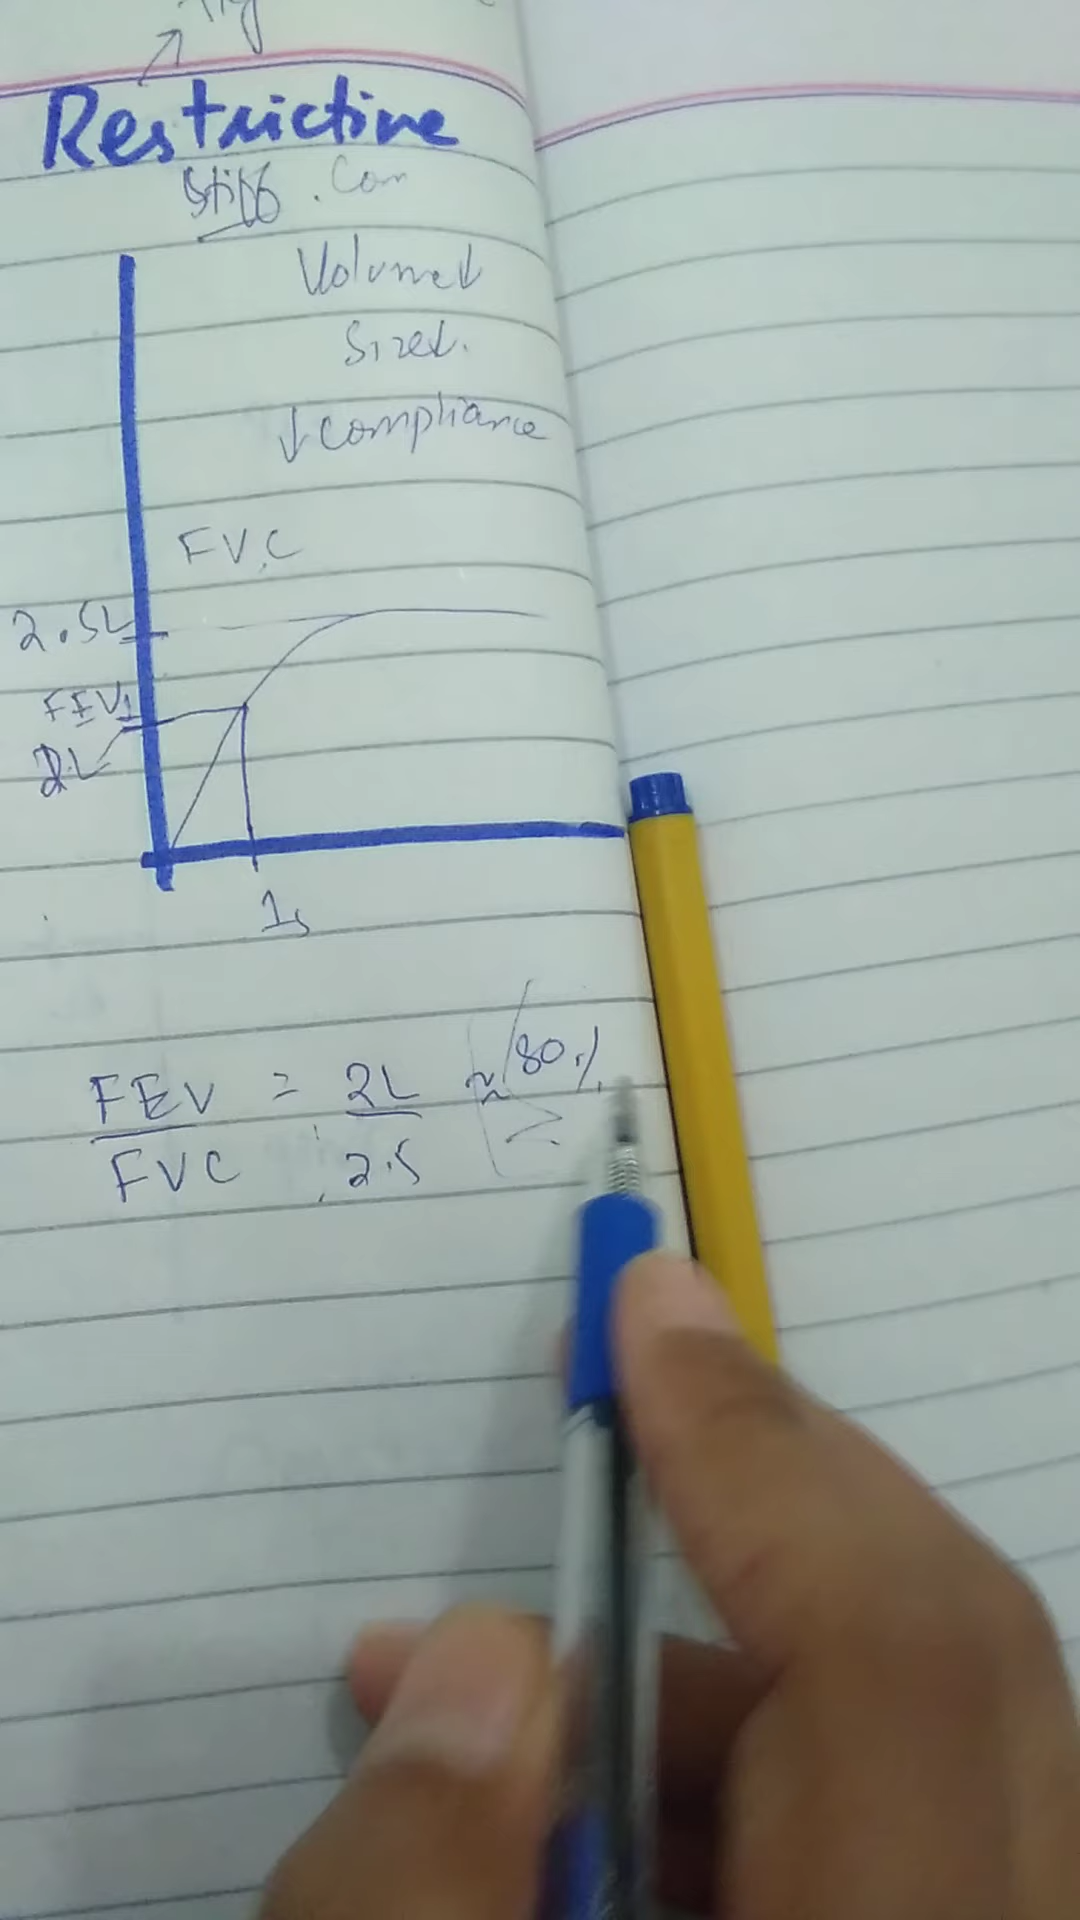 Restrictive
Stiff. Com
Volume↓
Size↓.
↓ compliance
FVC
2.5L
FEV1
2L
1s
FEV = 2L ≈ 80%
FVC 2.5